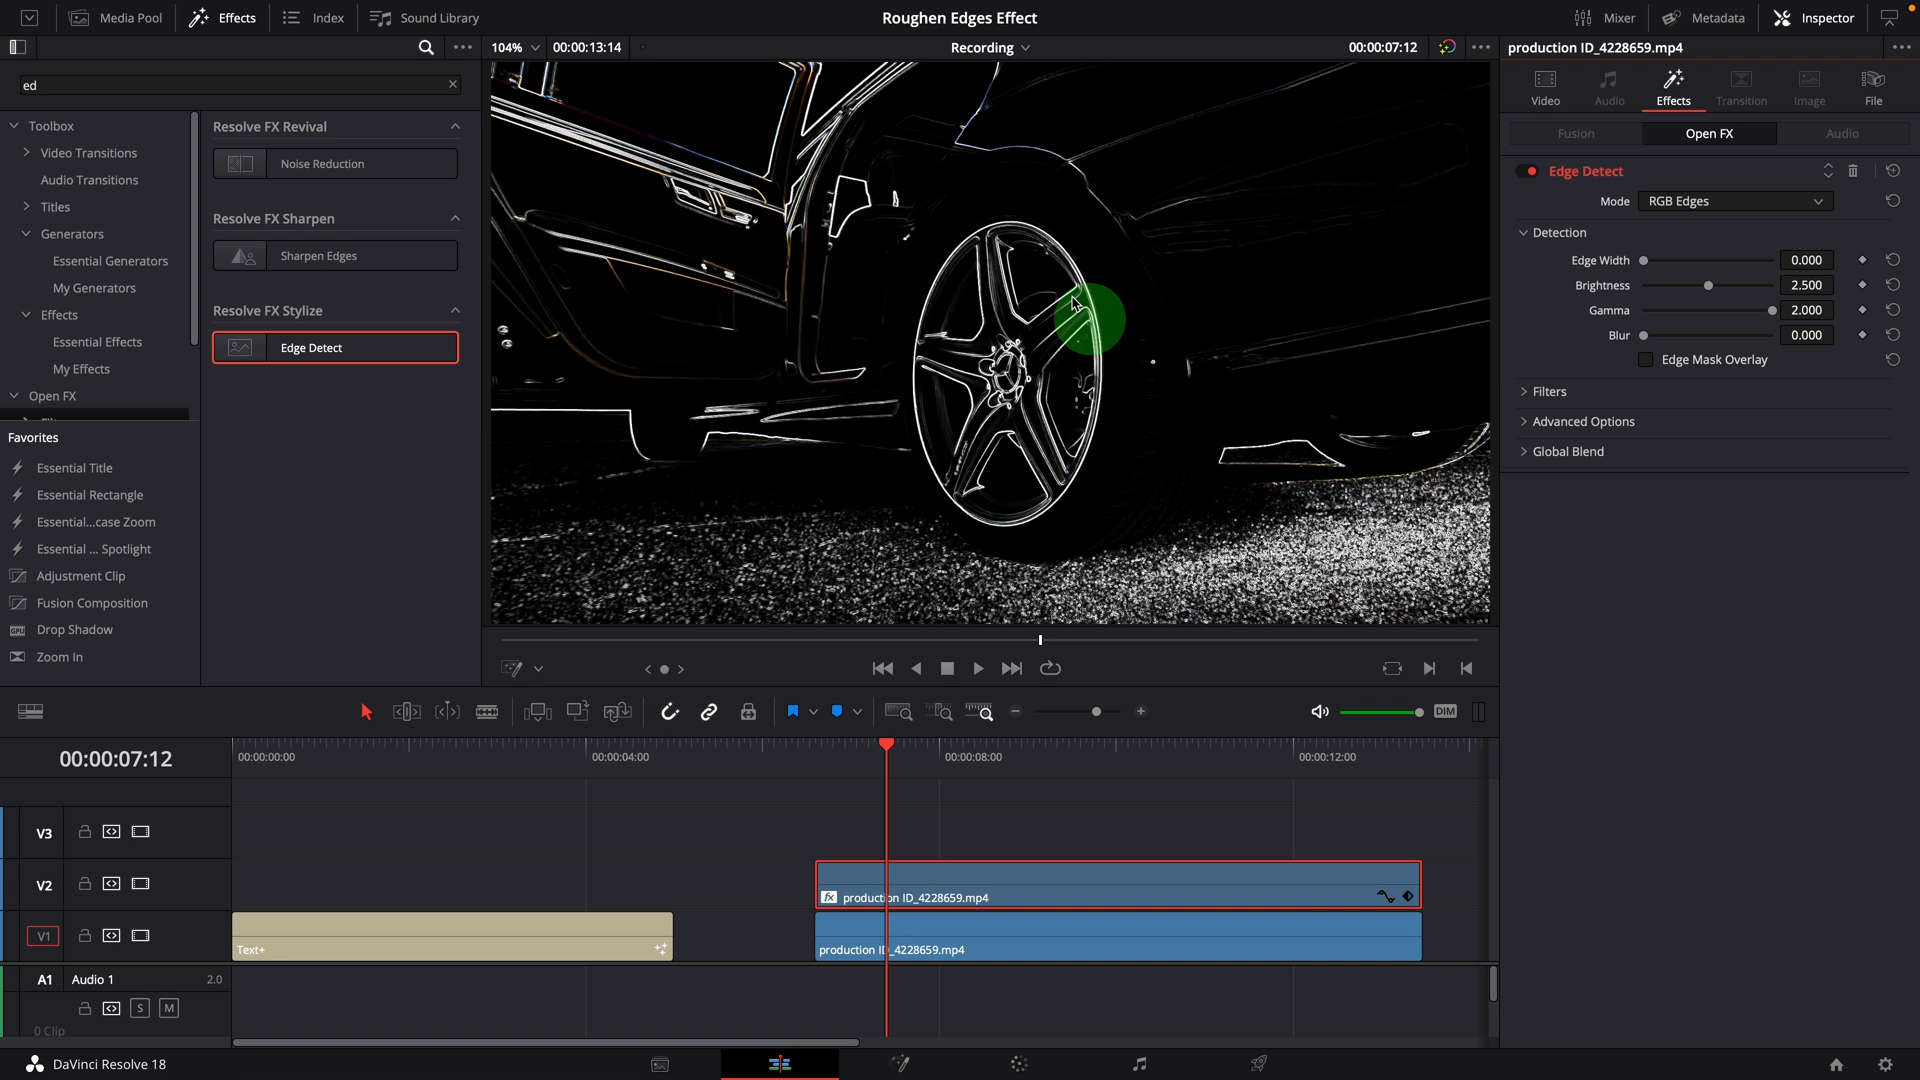 Media Pool
Effects
Index
Sound Library
Roughen Edges Effect
Mixer
Metadata
Inspector
104%
00:00:13:14
Recording
00:00:07:12
production ID_4228659.mp4
ed
Video
Audio
Effects
Transition
Image
File
Fusion
Open FX
Audio
Toolbox
Video Transitions
Audio Transitions
Titles
Generators
Essential Generators
My Generators
Effects
Essential Effects
My Effects
Open FX
Resolve FX Revival
Noise Reduction
Resolve FX Sharpen
Sharpen Edges
Resolve FX Stylize
Edge Detect
Edge Detect
Mode
RGB Edges
Detection
Edge Width
0.000
Brightness
2.500
Gamma
2.000
Blur
0.000
Edge Mask Overlay
Filters
Advanced Options
Global Blend
Favorites
Essential Title
Essential Rectangle
Essential...case Zoom
Essential ... Spotlight
Adjustment Clip
Fusion Composition
Drop Shadow
Zoom In
DIM
00:00:07:12
00:00:00:00
00:00:04:00
00:00:08:00
00:00:12:00
V3
V2
fx production ID_4228659.mp4
V1
Text+
production ID_4228659.mp4
A1
Audio 1
2.0
S
M
0 Clip
DaVinci Resolve 18